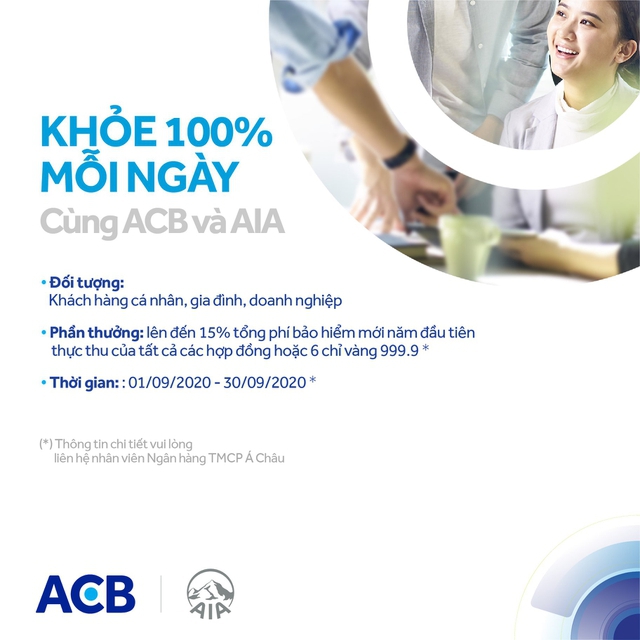 KHỎE 100%
MỖI NGÀY
Cùng ACB và AIA
• Đối tượng:
Khách hàng cá nhân, gia đình, doanh nghiệp
• Phần thưởng: lên đến 15% tổng phí bảo hiểm mới năm đầu tiên
thực thu của tất cả các hợp đồng hoặc 6 chỉ vàng 999.9 *
• Thời gian: : 01/09/2020 - 30/09/2020 *
(*) Thông tin chi tiết vui lòng
liên hệ nhân viên Ngân hàng TMCP Á Châu
ACB
AIA